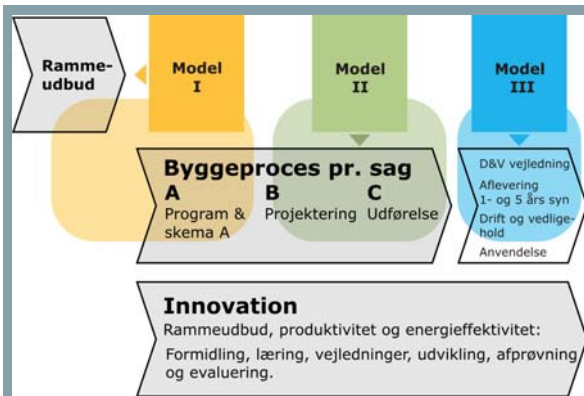 Ramme-
udbud
Model
I
Model
II
Model
III
Byggeproces pr. sag
A
Program &
skema A
B
Projektering
C
Udførelse
D&V vejledning
Aflevering
1- og 5 års syn
Drift og vedlige-
hold
Anvendelse
Innovation
Rammeudbud, produktivitet og energieffektivitet:
Formidling, læring, vejledninger, udvikling, afprøvning
og evaluering.